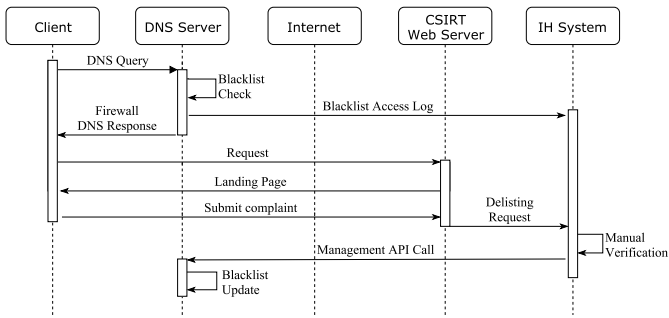 Client
DNS Server
Internet
CSIRT
Web Server
IH System
DNS Query
Blacklist
Check
Blacklist Access Log
Firewall
DNS Response
Request
Landing Page
Submit complaint
Delisting
Request
Manual
Verification
Management API Call
Blacklist
Update